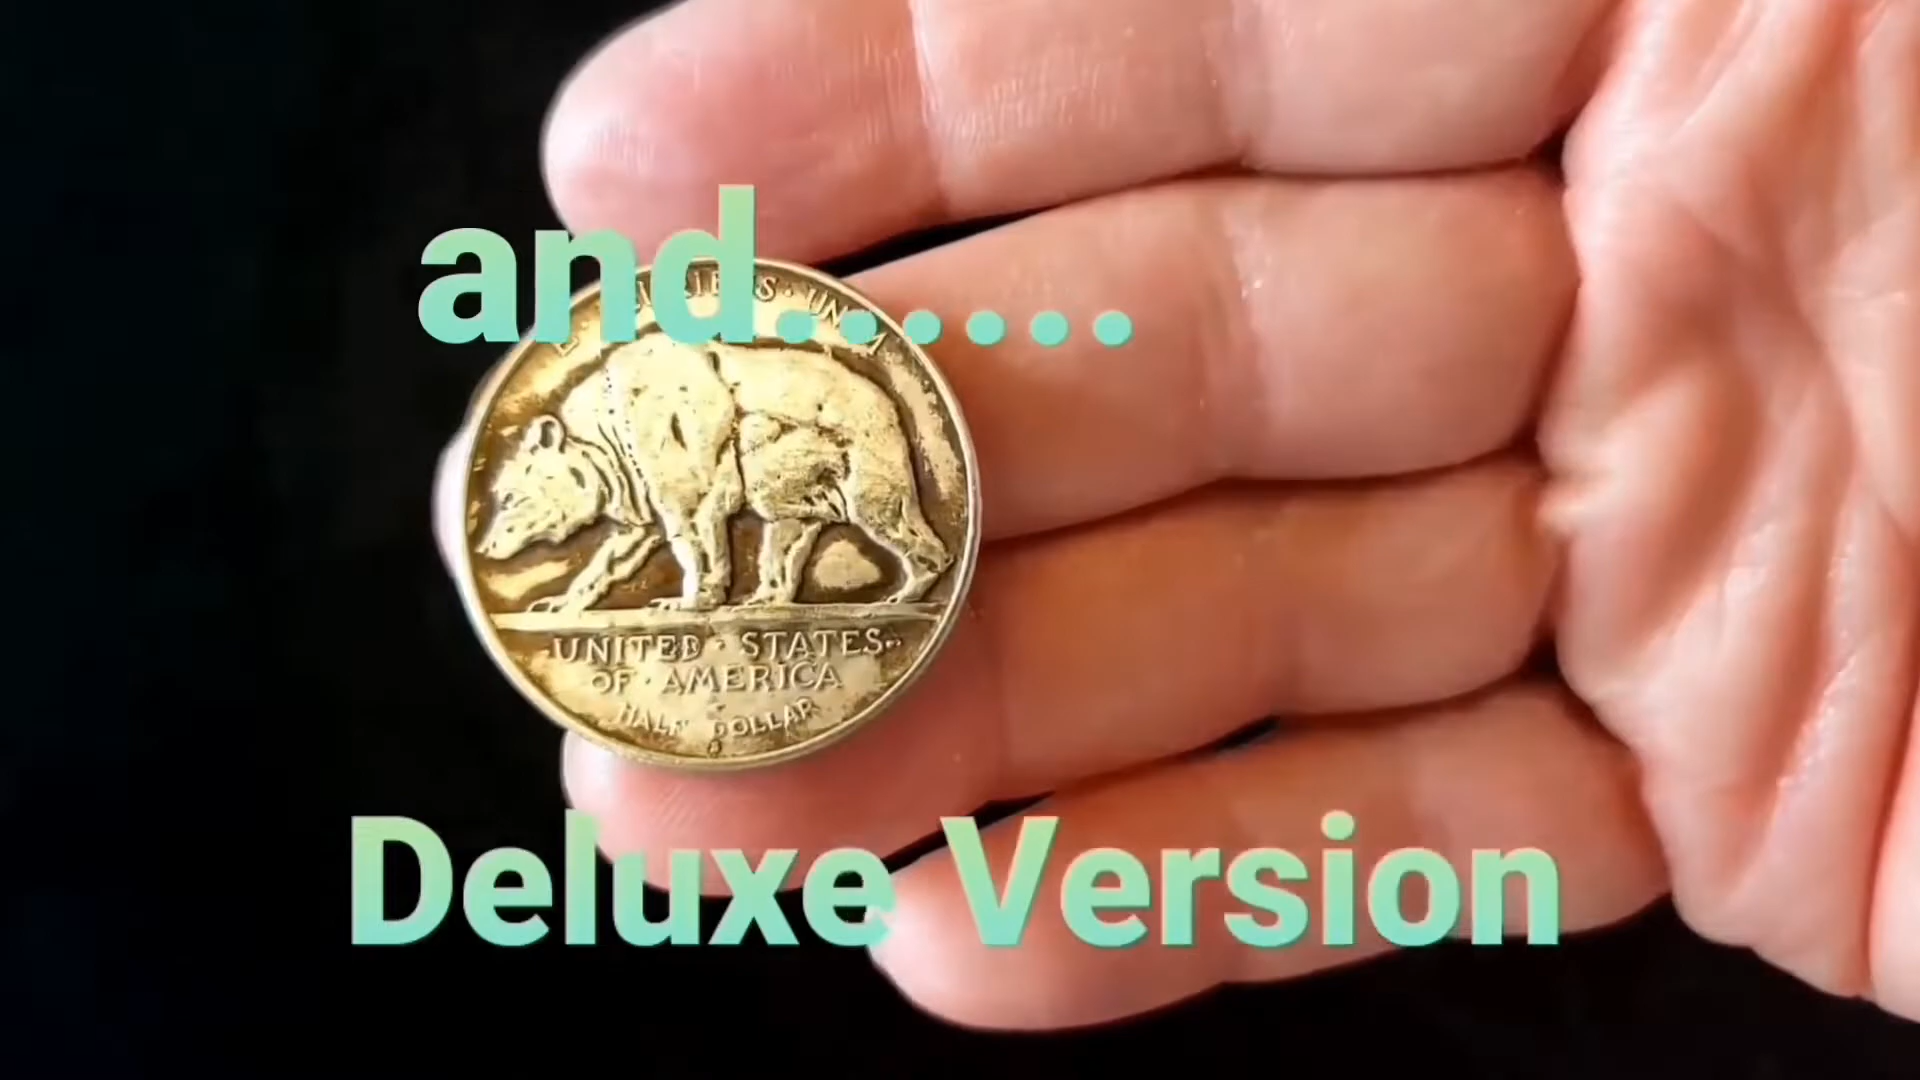 and......
UNITED · STATES
OF · AMERICA
HALF DOLLAR
Deluxe Version